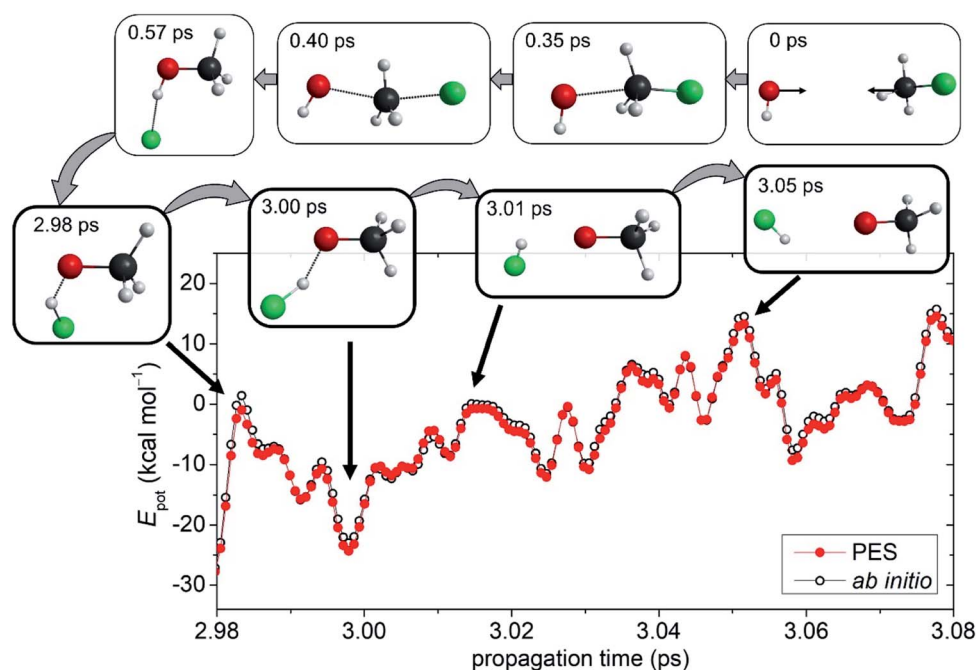 0.57 ps
0.40 ps
0.35 ps
0 ps
2.98 ps
3.00 ps
3.01 ps
3.05 ps
20
10
0
-10
-20
-30
E pot (kcal mol⁻¹)
PES
ab initio
2.98
3.00
3.02
3.04
3.06
3.08
propagation time (ps)